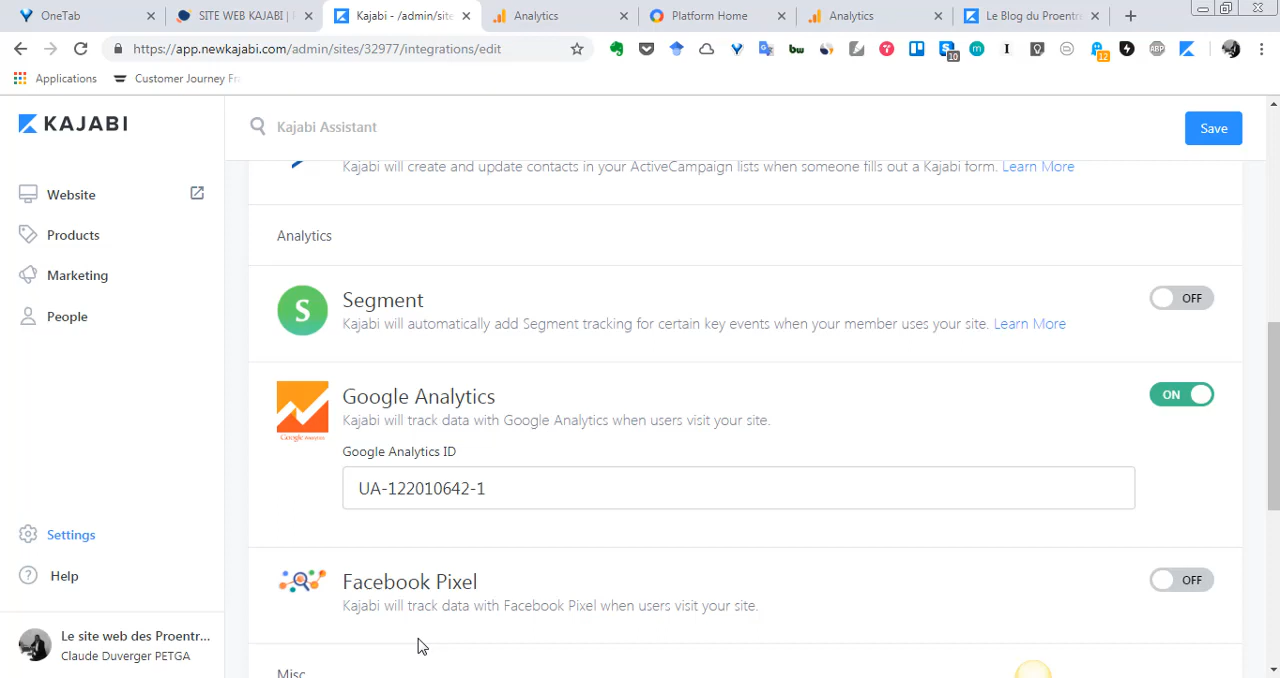 OneTab
SITE WEB KAJABI |
Kajabi - /admin/site
Analytics
Platform Home
Analytics
Le Blog du Proentr
https://app.newkajabi.com/admin/sites/32977/integrations/edit
10
12
ABP
Applications
Customer Journey Fr
KAJABI
Kajabi Assistant
Save
Website
Products
Marketing
People
Settings
Help
Le site web des Proentr...
Claude Duverger PETGA
Kajabi will create and update contacts in your ActiveCampaign lists when someone fills out a Kajabi form. Learn More
Analytics
S
Segment
Kajabi will automatically add Segment tracking for certain key events when your member uses your site. Learn More
OFF
Google Analytics
Google Analytics
Kajabi will track data with Google Analytics when users visit your site.
ON
Google Analytics ID
UA-122010642-1
Facebook Pixel
Kajabi will track data with Facebook Pixel when users visit your site.
OFF
Misc